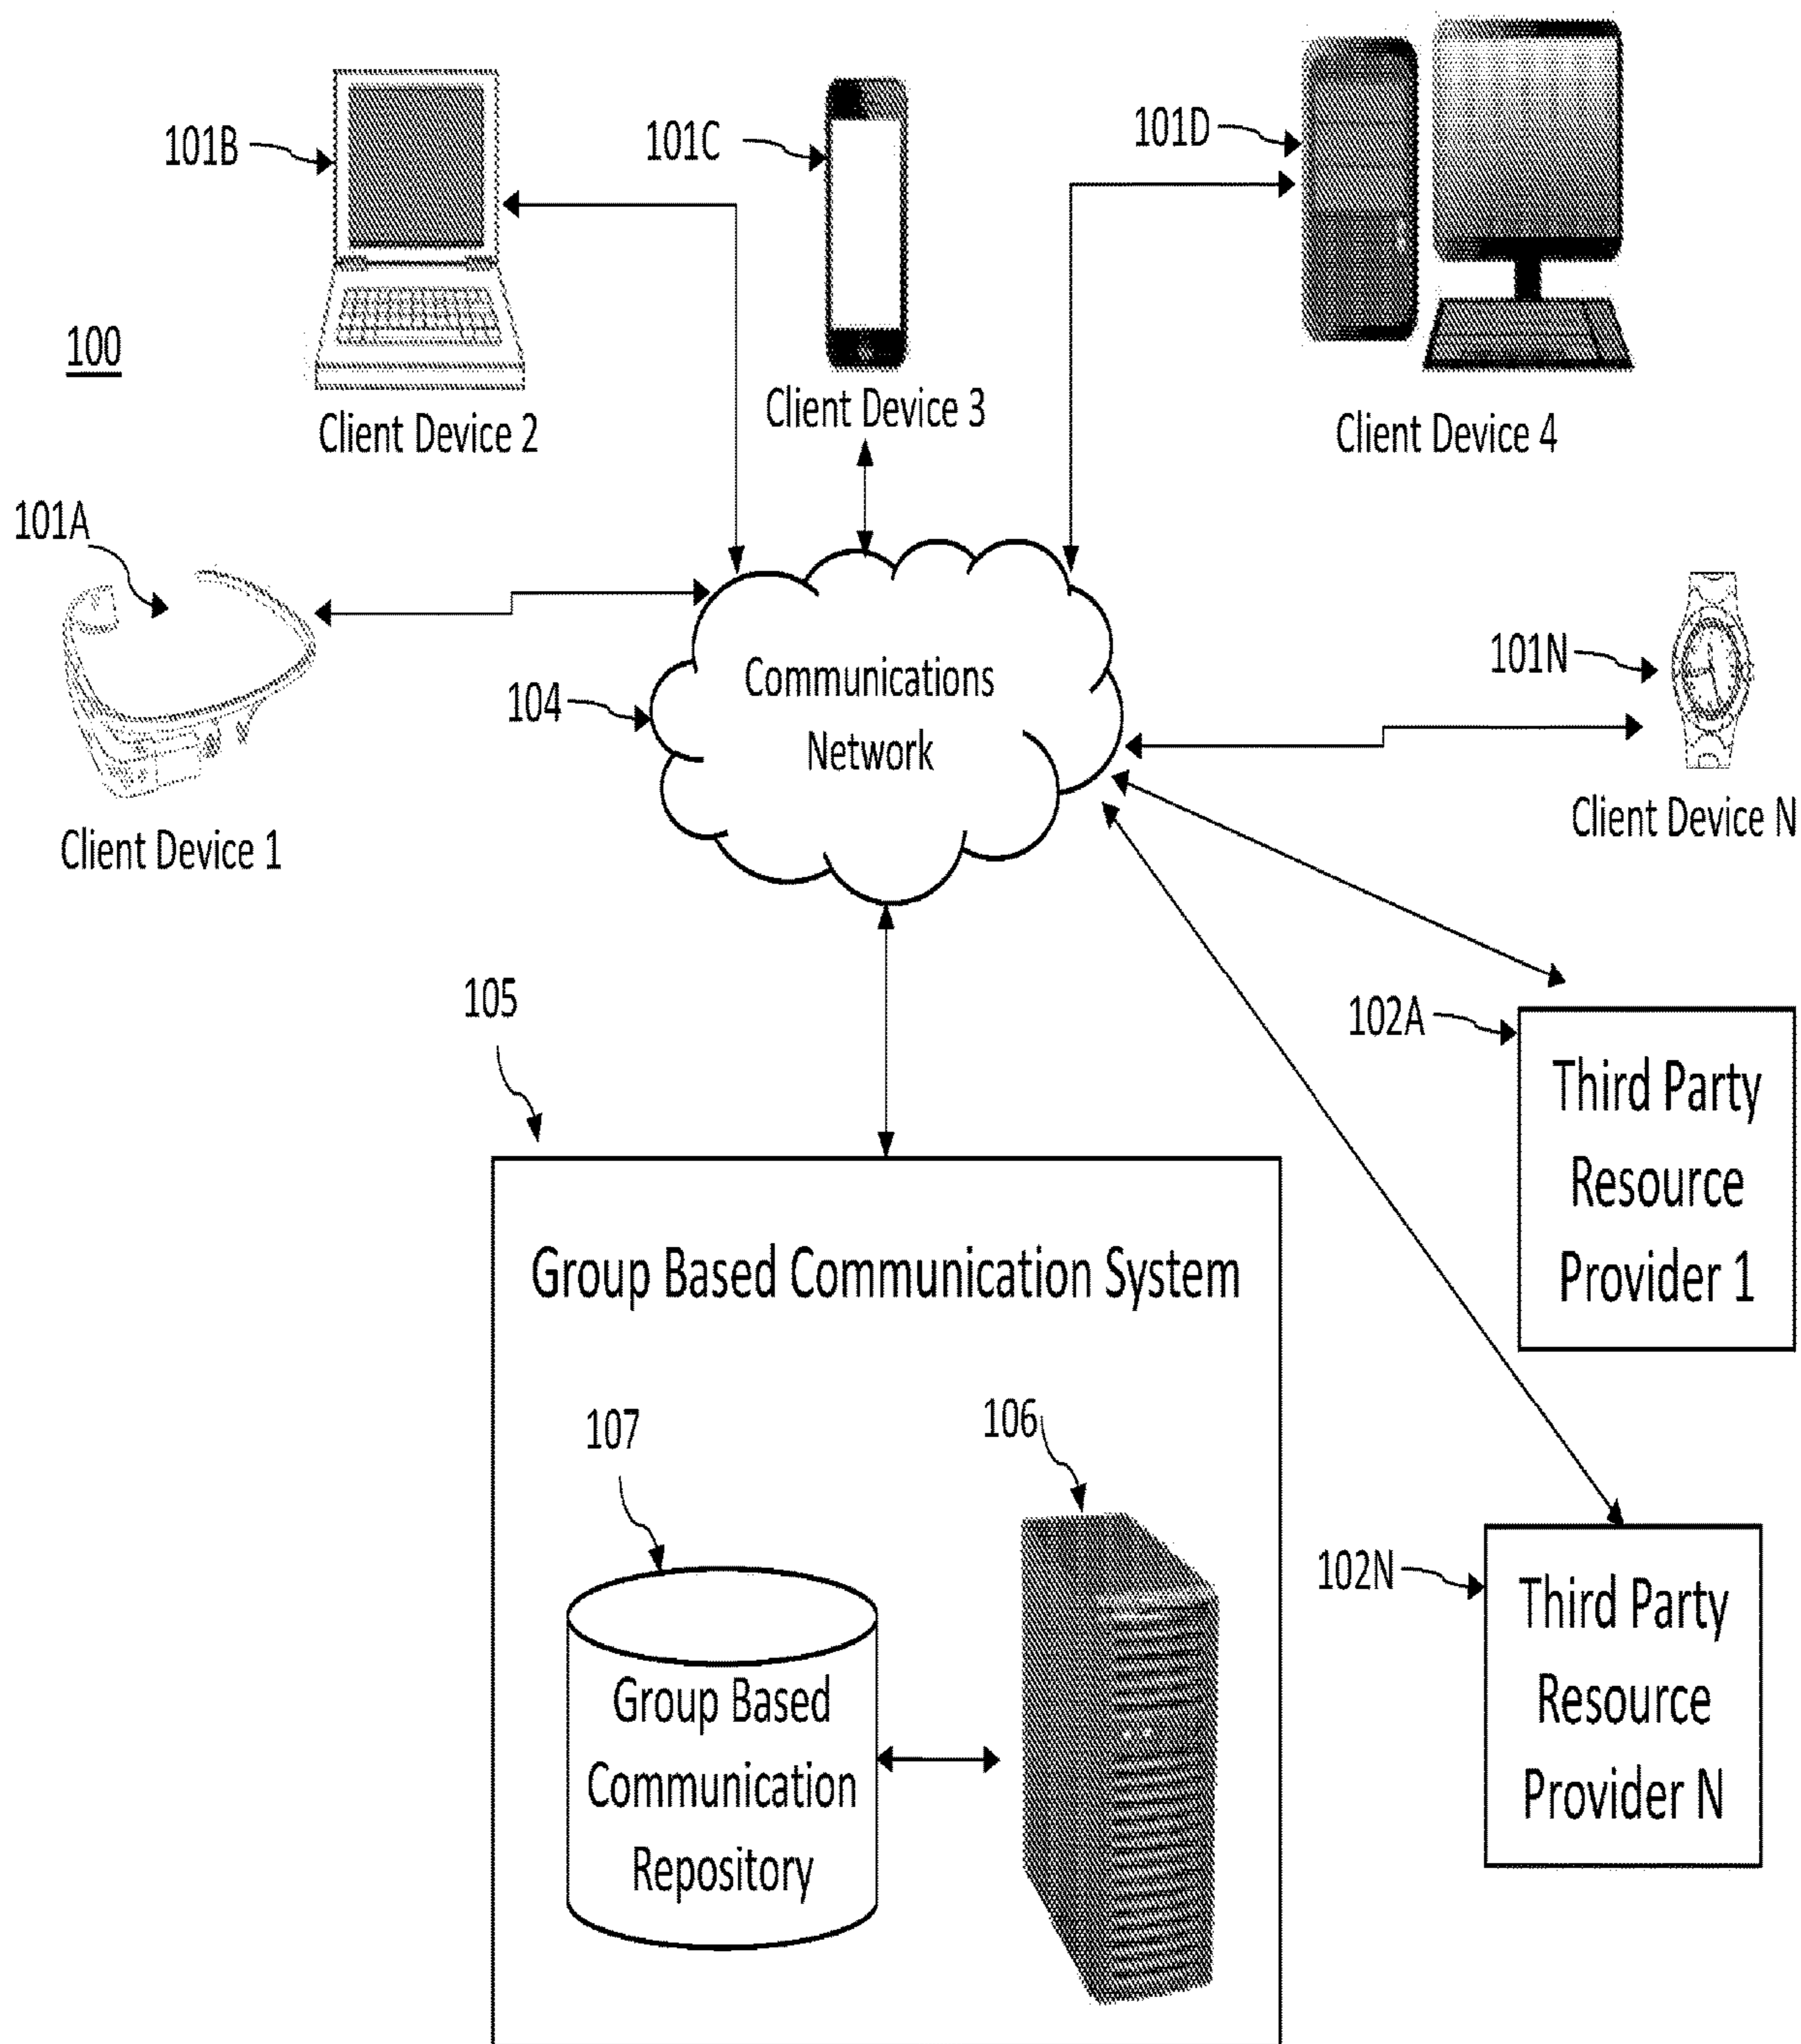 101B
101C
101D
100
Client Device 2
Client Device 3
Client Device 4
101A
Client Device 1
104
Communications
Network
101N
Client Device N
105
102A
Third Party
Resource
Provider 1
Group Based Communication System
107
106
Group Based
Communication
Repository
102N
Third Party
Resource
Provider N